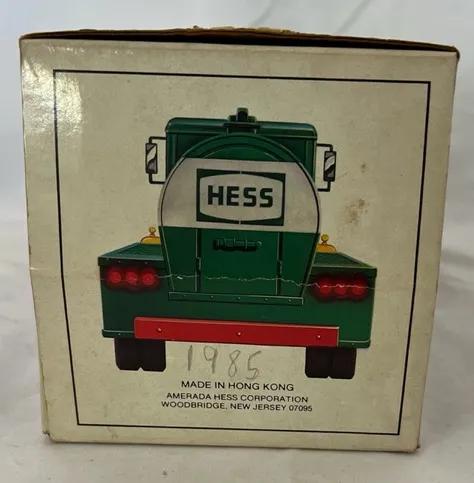 HESS
1985
MADE IN HONG KONG
AMERADA HESS CORPORATION
WOODBRIDGE, NEW JERSEY 07095